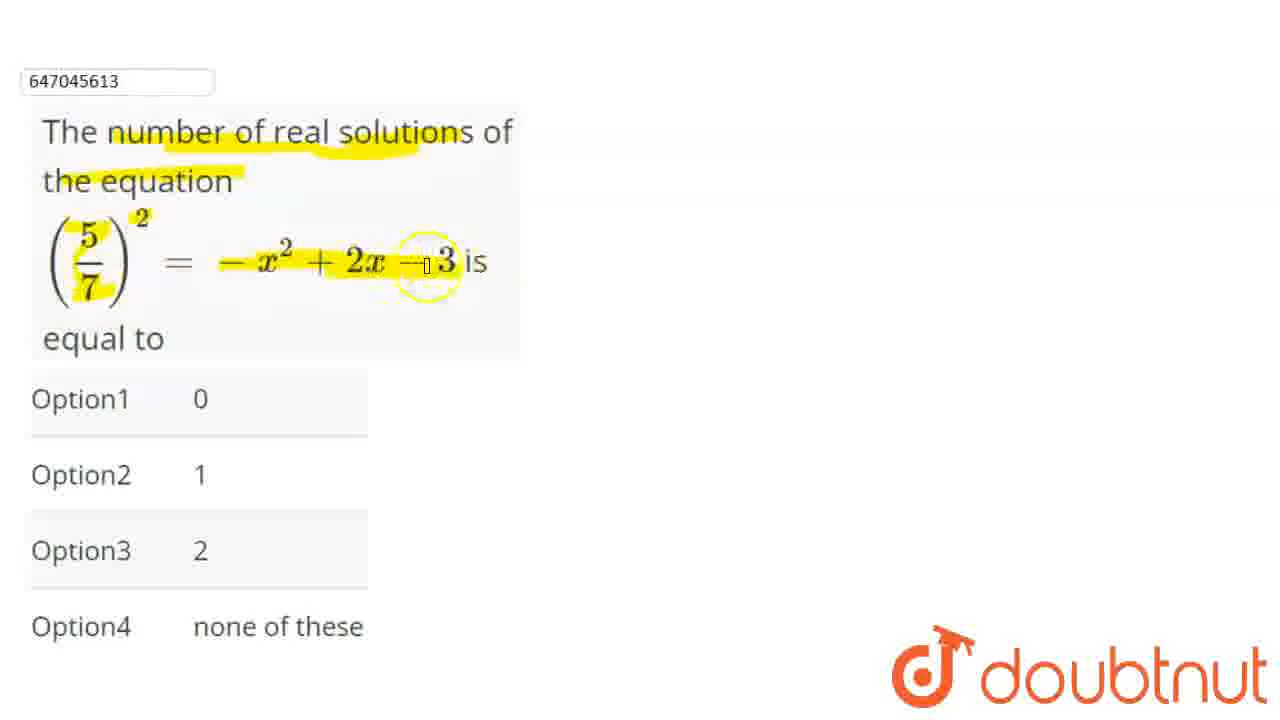 647045613
The number of real solutions of
the equation
(5/7)^2 = -x^2 + 2x - 3 is
equal to
Option1 0
Option2 1
Option3 2
Option4 none of these
doubtnut